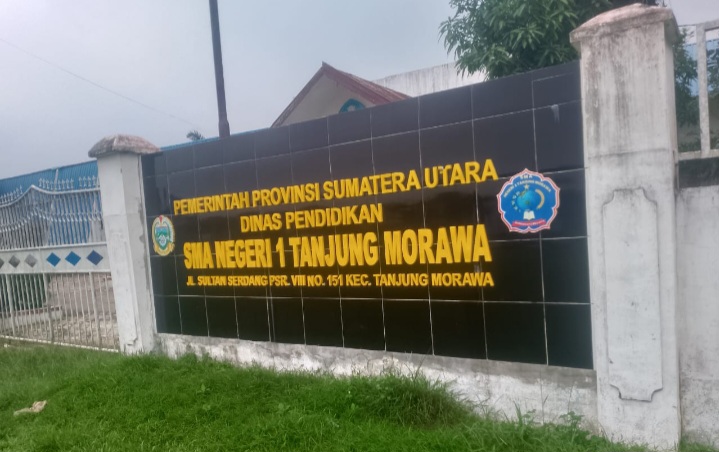 PEMERINTAH PROVINSI SUMATERA UTARA
DINAS PENDIDIKAN
SMA NEGERI 1 TANJUNG MORAWA
JL. SULTAN SERDANG PSR. VIII NO. 151 KEC. TANJUNG MORAWA